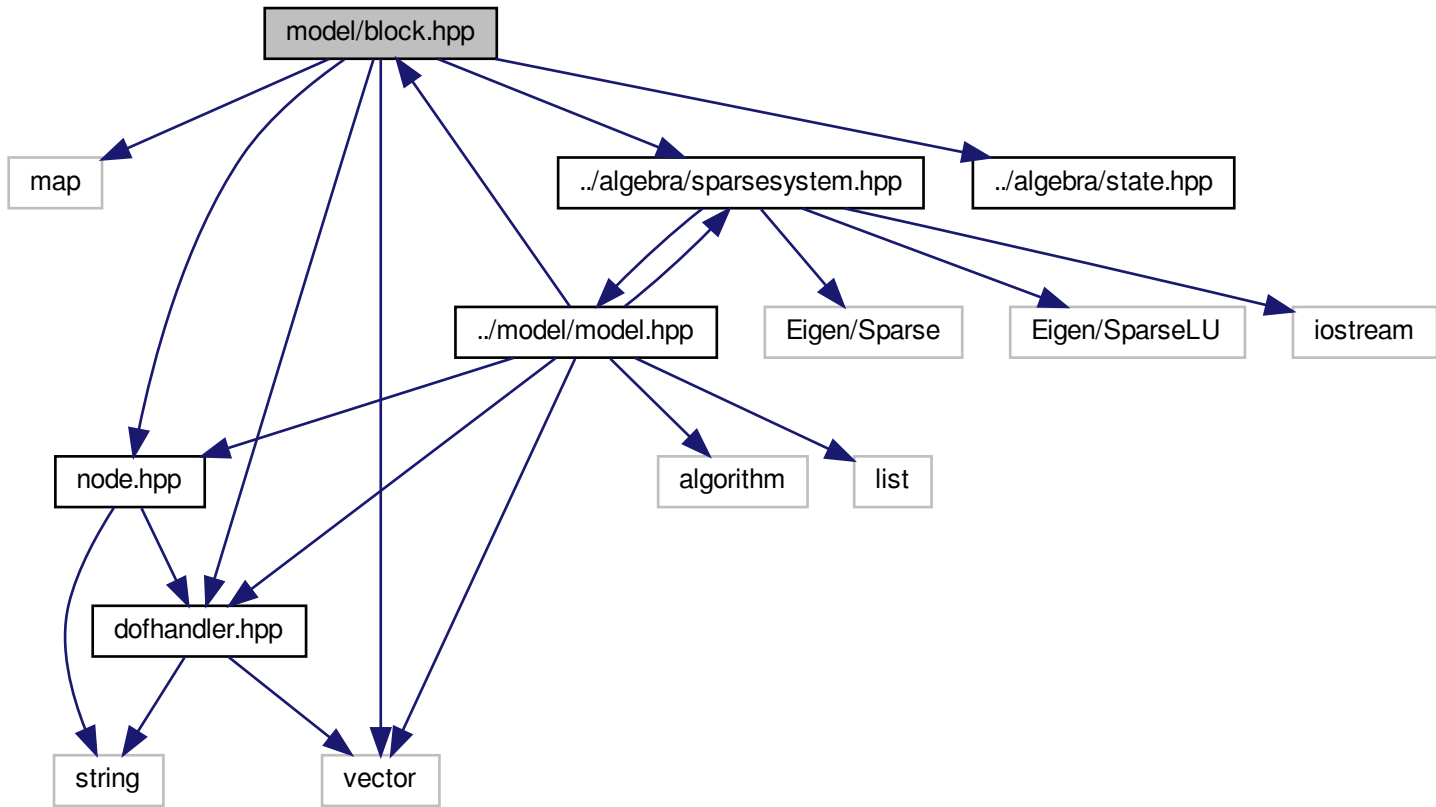 model/block.hpp
map
../algebra/sparsesystem.hpp
../algebra/state.hpp
../model/model.hpp
Eigen/Sparse
Eigen/SparseLU
iostream
node.hpp
algorithm
list
dofhandler.hpp
string
vector